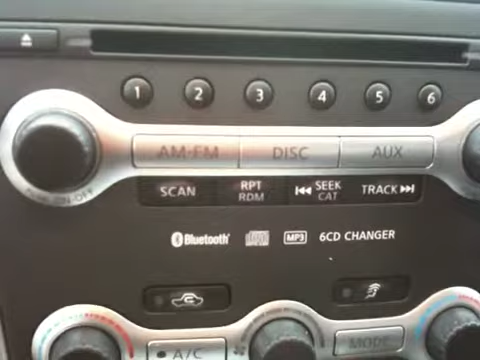 1 2 3 4 5 6
AM-FM DISC AUX
SCAN RPT RDM SEEK CAT TRACK
Bluetooth MP3 6CD CHANGER
A/C MODE